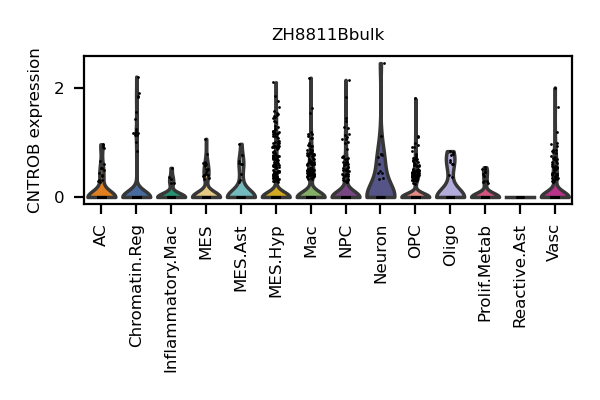 ZH8811Bbulk
CNTROB expression
2
0
AC
Chromatin.Reg
Inflammatory.Mac
MES
MES.Ast
MES.Hyp
Mac
NPC
Neuron
OPC
Oligo
Prolif.Metab
Reactive.Ast
Vasc